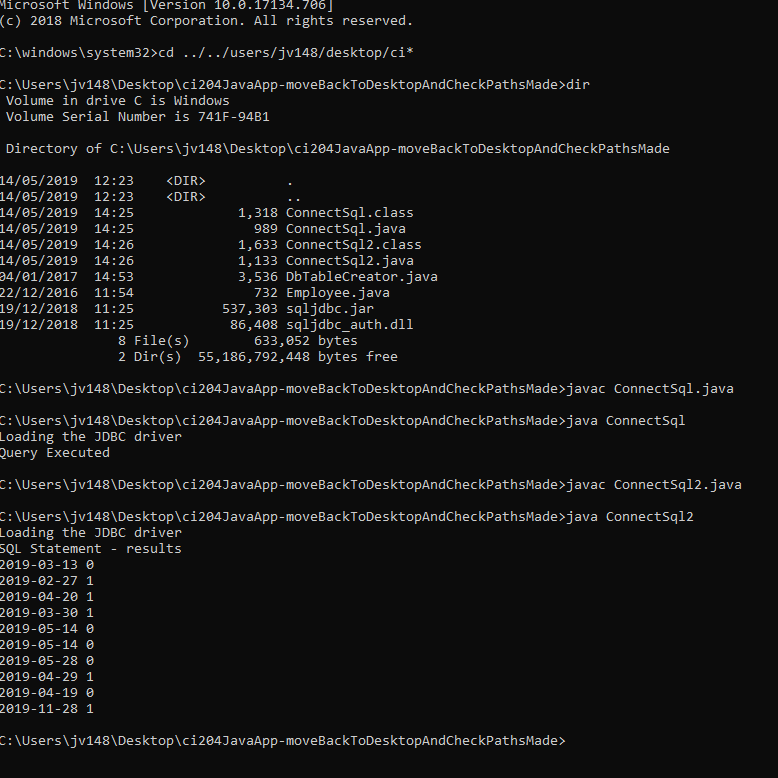 Microsoft Windows [Version 10.0.17134.706]
(c) 2018 Microsoft Corporation. All rights reserved.
C:\windows\system32>cd ../../users/jv148/desktop/ci*
C:\Users\jv148\Desktop\ci204JavaApp-moveBackToDesktopAndCheckPathsMade>dir
Volume in drive C is Windows
Volume Serial Number is 741F-94B1
Directory of C:\Users\jv148\Desktop\ci204JavaApp-moveBackToDesktopAndCheckPathsMade
14/05/2019  12:23    <DIR>          .
14/05/2019  12:23    <DIR>          ..
14/05/2019  14:25             1,318 ConnectSql.class
14/05/2019  14:25               989 ConnectSql.java
14/05/2019  14:26             1,633 ConnectSql2.class
14/05/2019  14:26             1,133 ConnectSql2.java
04/01/2017  14:53             3,536 DbTableCreator.java
22/12/2016  11:54               732 Employee.java
19/12/2018  11:25           537,303 sqljdbc.jar
19/12/2018  11:25            86,408 sqljdbc_auth.dll
8 File(s)        633,052 bytes
2 Dir(s)  55,186,792,448 bytes free
C:\Users\jv148\Desktop\ci204JavaApp-moveBackToDesktopAndCheckPathsMade>javac ConnectSql.java
C:\Users\jv148\Desktop\ci204JavaApp-moveBackToDesktopAndCheckPathsMade>java ConnectSql
Loading the JDBC driver
Query Executed
C:\Users\jv148\Desktop\ci204JavaApp-moveBackToDesktopAndCheckPathsMade>javac ConnectSql2.java
C:\Users\jv148\Desktop\ci204JavaApp-moveBackToDesktopAndCheckPathsMade>java ConnectSql2
Loading the JDBC driver
SQL Statement - results
2019-03-13 0
2019-02-27 1
2019-04-20 1
2019-03-30 1
2019-05-14 0
2019-05-14 0
2019-05-28 0
2019-04-29 1
2019-04-19 0
2019-11-28 1
C:\Users\jv148\Desktop\ci204JavaApp-moveBackToDesktopAndCheckPathsMade>